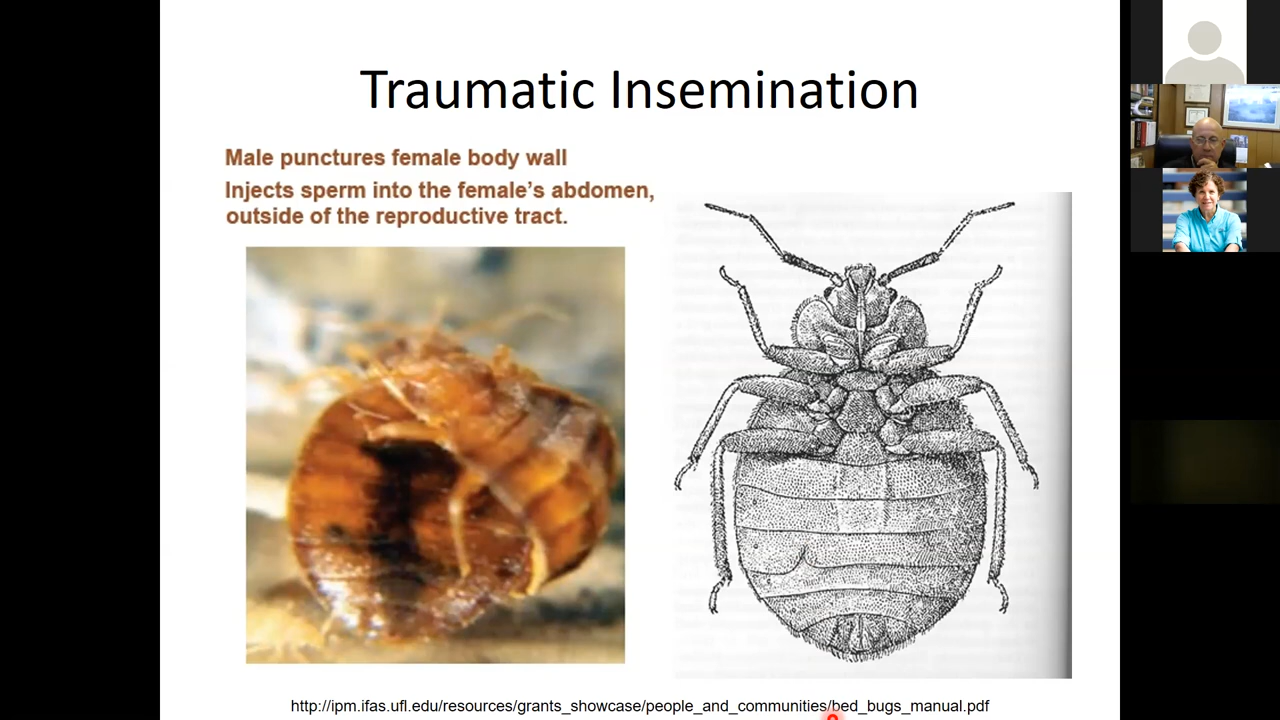 Traumatic Insemination
Male punctures female body wall
Injects sperm into the female's abdomen,
outside of the reproductive tract.
http://ipm.ifas.ufl.edu/resources/grants_showcase/people_and_communities/bed_bugs_manual.pdf